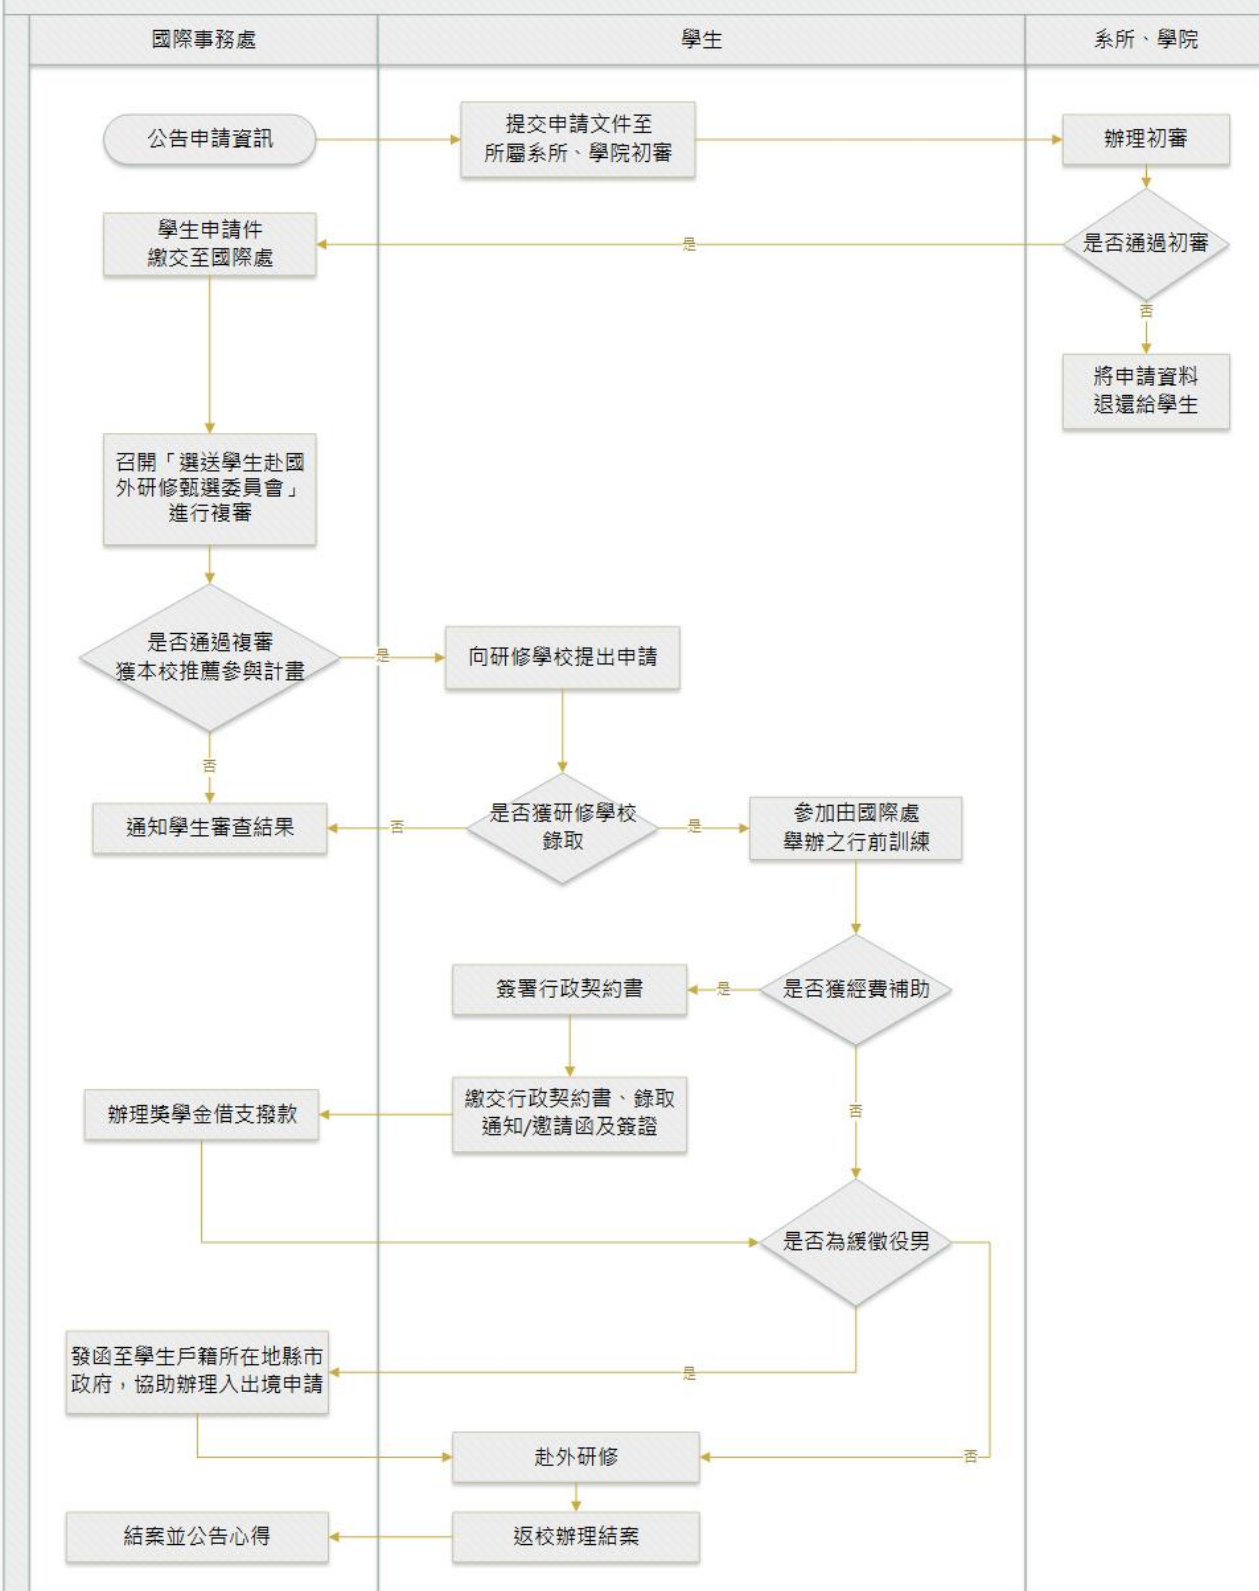 國際事務處
學生
系所、學院
公告申請資訊
提交申請文件至
所屬系所、學院初審
辦理初審
學生申請件
繳交至國際處
是
是否通過初審
否
將申請資料
退還給學生
召開「選送學生赴國
外研修甄選委員會」
進行複審
是否通過複審
獲本校推薦參與計畫
是
向研修學校提出申請
否
通知學生審查結果
否
是否獲研修學校
錄取
是
參加由國際處
舉辦之行前訓練
簽署行政契約書
是
是否獲經費補助
辦理獎學金借支撥款
繳交行政契約書、錄取
通知/邀請函及簽證
否
是否為緩徵役男
發函至學生戶籍所在地縣市
政府，協助辦理入出境申請
是
赴外研修
否
結案並公告心得
返校辦理結案